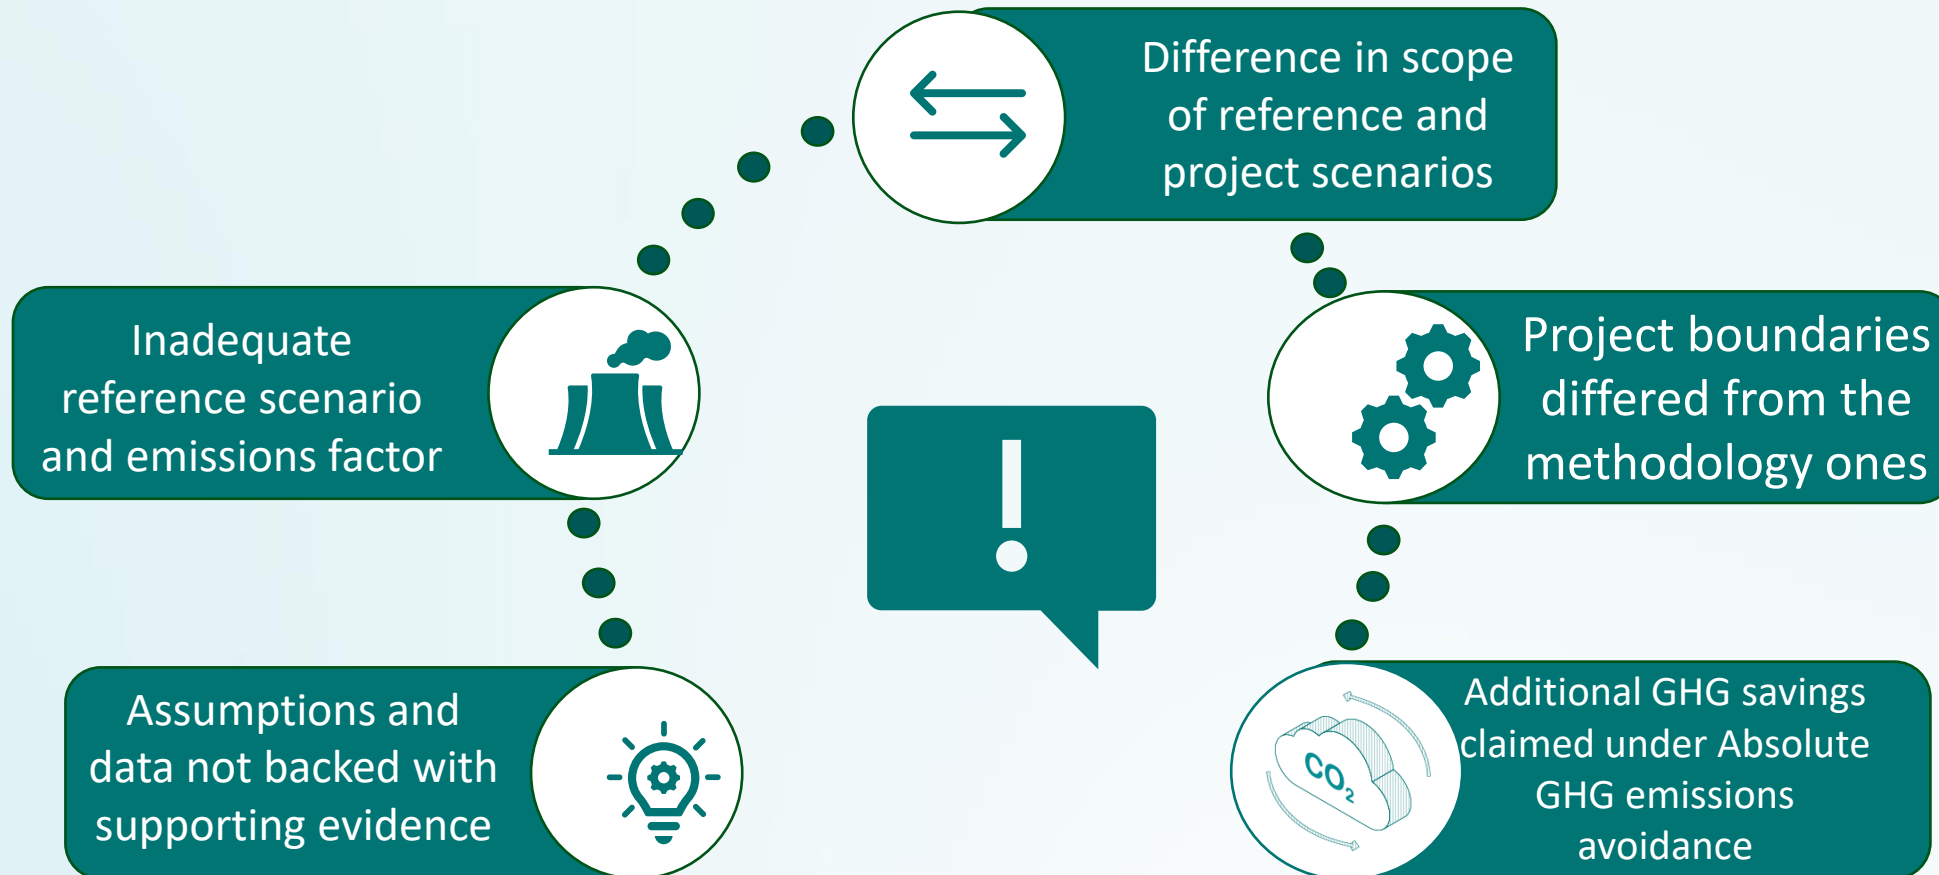 Difference in scope
of reference and
project scenarios
Inadequate
reference scenario
and emissions factor
Project boundaries
differed from the
methodology ones
!
Assumptions and
data not backed with
supporting evidence
Additional GHG savings
claimed under Absolute
GHG emissions
avoidance
CO₂